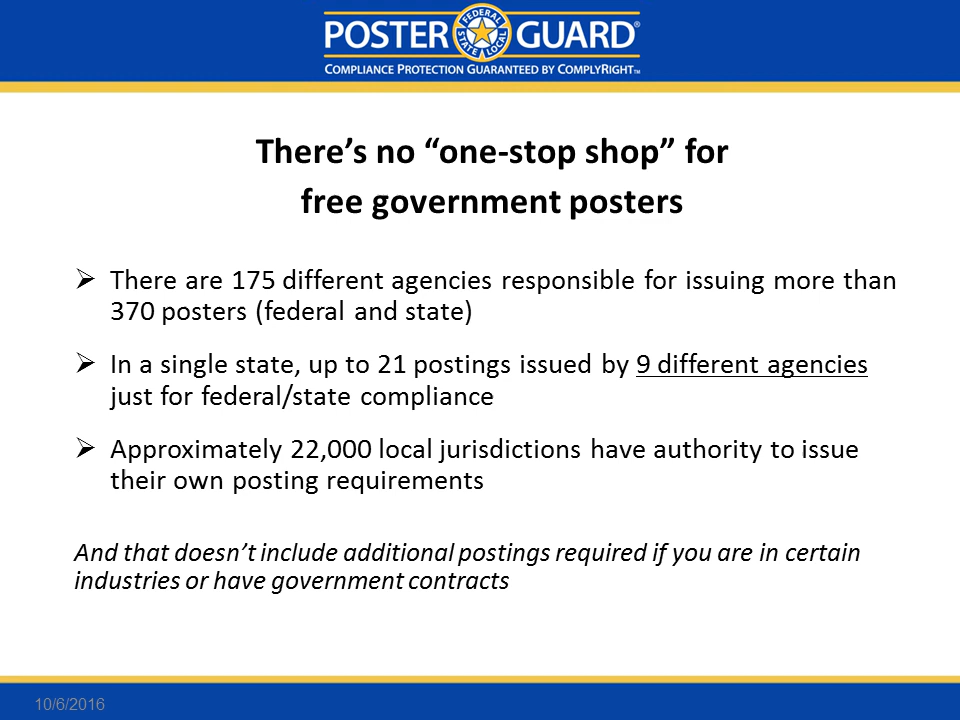 POSTER GUARD®
FEDERAL STATE LOCAL
COMPLIANCE PROTECTION GUARANTEED BY COMPLYRIGHT™
There’s no “one-stop shop” for
free government posters
➢ There are 175 different agencies responsible for issuing more than
370 posters (federal and state)
➢ In a single state, up to 21 postings issued by 9 different agencies
just for federal/state compliance
➢ Approximately 22,000 local jurisdictions have authority to issue
their own posting requirements
And that doesn’t include additional postings required if you are in certain
industries or have government contracts
10/6/2016